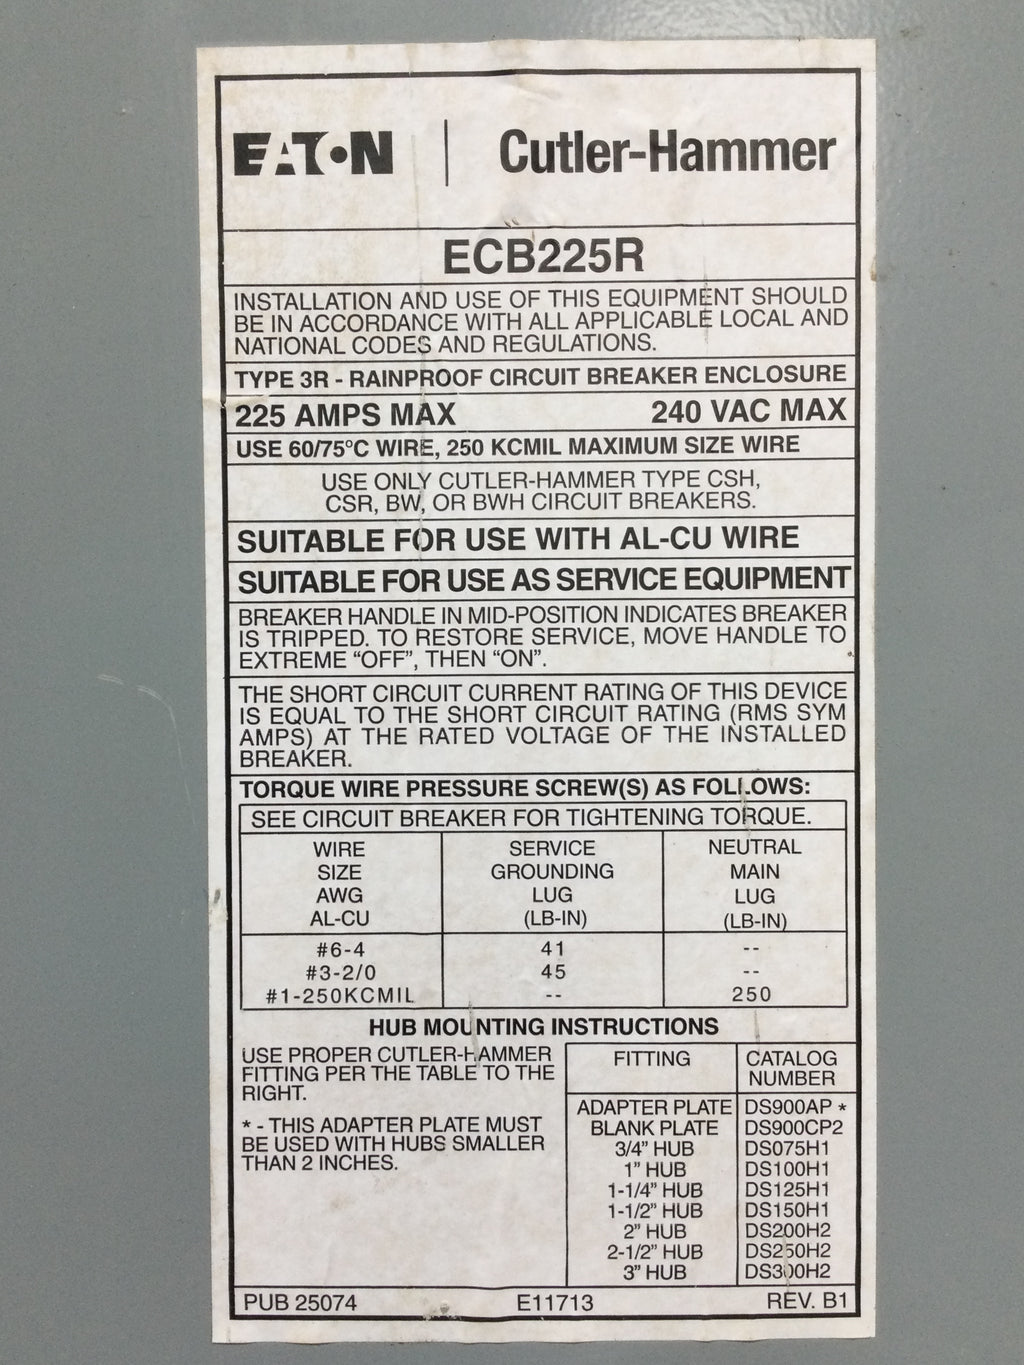 EATON | Cutler-Hammer
ECB225R
INSTALLATION AND USE OF THIS EQUIPMENT SHOULD
BE IN ACCORDANCE WITH ALL APPLICABLE LOCAL AND
NATIONAL CODES AND REGULATIONS.
TYPE 3R - RAINPROOF CIRCUIT BREAKER ENCLOSURE
225 AMPS MAX 240 VAC MAX
USE 60/75°C WIRE, 250 KCMIL MAXIMUM SIZE WIRE
USE ONLY CUTLER-HAMMER TYPE CSH,
CSR, BW, OR BWH CIRCUIT BREAKERS.
SUITABLE FOR USE WITH AL-CU WIRE
SUITABLE FOR USE AS SERVICE EQUIPMENT
BREAKER HANDLE IN MID-POSITION INDICATES BREAKER
IS TRIPPED. TO RESTORE SERVICE, MOVE HANDLE TO
EXTREME “OFF”, THEN “ON”.
THE SHORT CIRCUIT CURRENT RATING OF THIS DEVICE
IS EQUAL TO THE SHORT CIRCUIT RATING (RMS SYM
AMPS) AT THE RATED VOLTAGE OF THE INSTALLED
BREAKER.
TORQUE WIRE PRESSURE SCREW(S) AS FOLLOWS:
SEE CIRCUIT BREAKER FOR TIGHTENING TORQUE.
WIRE SERVICE NEUTRAL
SIZE GROUNDING MAIN
AWG LUG LUG
AL-CU (LB-IN) (LB-IN)
#6-4 41 --
#3-2/0 45 --
#1-250KCMIL -- 250
HUB MOUNTING INSTRUCTIONS
USE PROPER CUTLER-HAMMER
FITTING PER THE TABLE TO THE
RIGHT.
* - THIS ADAPTER PLATE MUST
BE USED WITH HUBS SMALLER
THAN 2 INCHES.
FITTING CATALOG
NUMBER
ADAPTER PLATE DS900AP *
BLANK PLATE DS900CP2
3/4” HUB DS075H1
1” HUB DS100H1
1-1/4” HUB DS125H1
1-1/2” HUB DS150H1
2” HUB DS200H2
2-1/2” HUB DS250H2
3” HUB DS300H2
PUB 25074 E11713 REV. B1